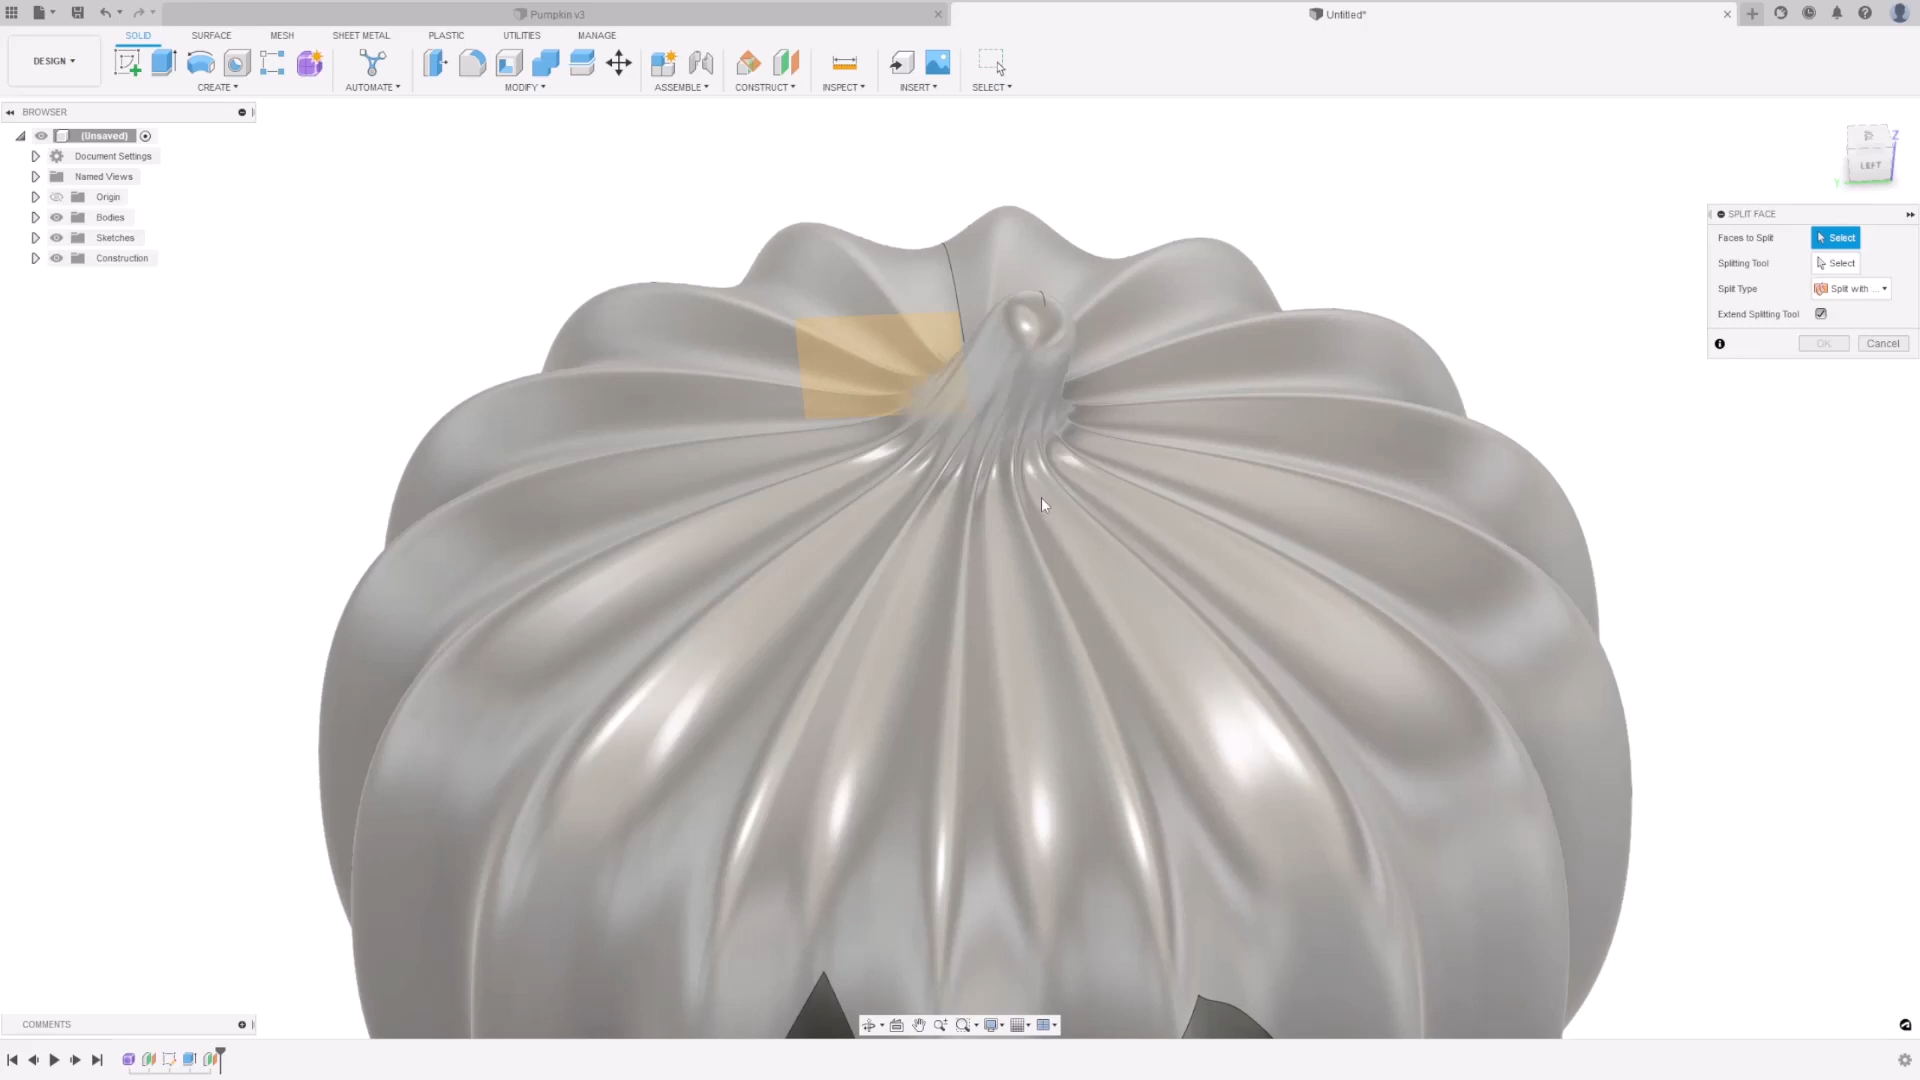 Pumpkin v3
Untitled*
SOLID
SURFACE
MESH
SHEET METAL
PLASTIC
UTILITIES
MANAGE
DESIGN
CREATE
AUTOMATE
MODIFY
ASSEMBLE
CONSTRUCT
INSPECT
INSERT
SELECT
BROWSER
(Unsaved)
Document Settings
Named Views
Origin
Bodies
Sketches
Construction
Z
LEFT
Y
SPLIT FACE
Faces to Split Select
Splitting Tool Select
Split Type Split with ...
Extend Splitting Tool
OK Cancel
COMMENTS